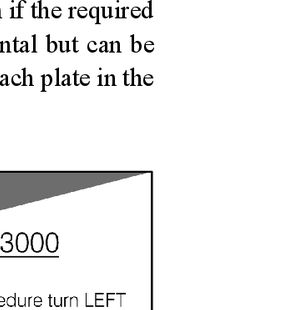 if the required
ntal but can be
ach plate in the
3000
edure turn LEFT